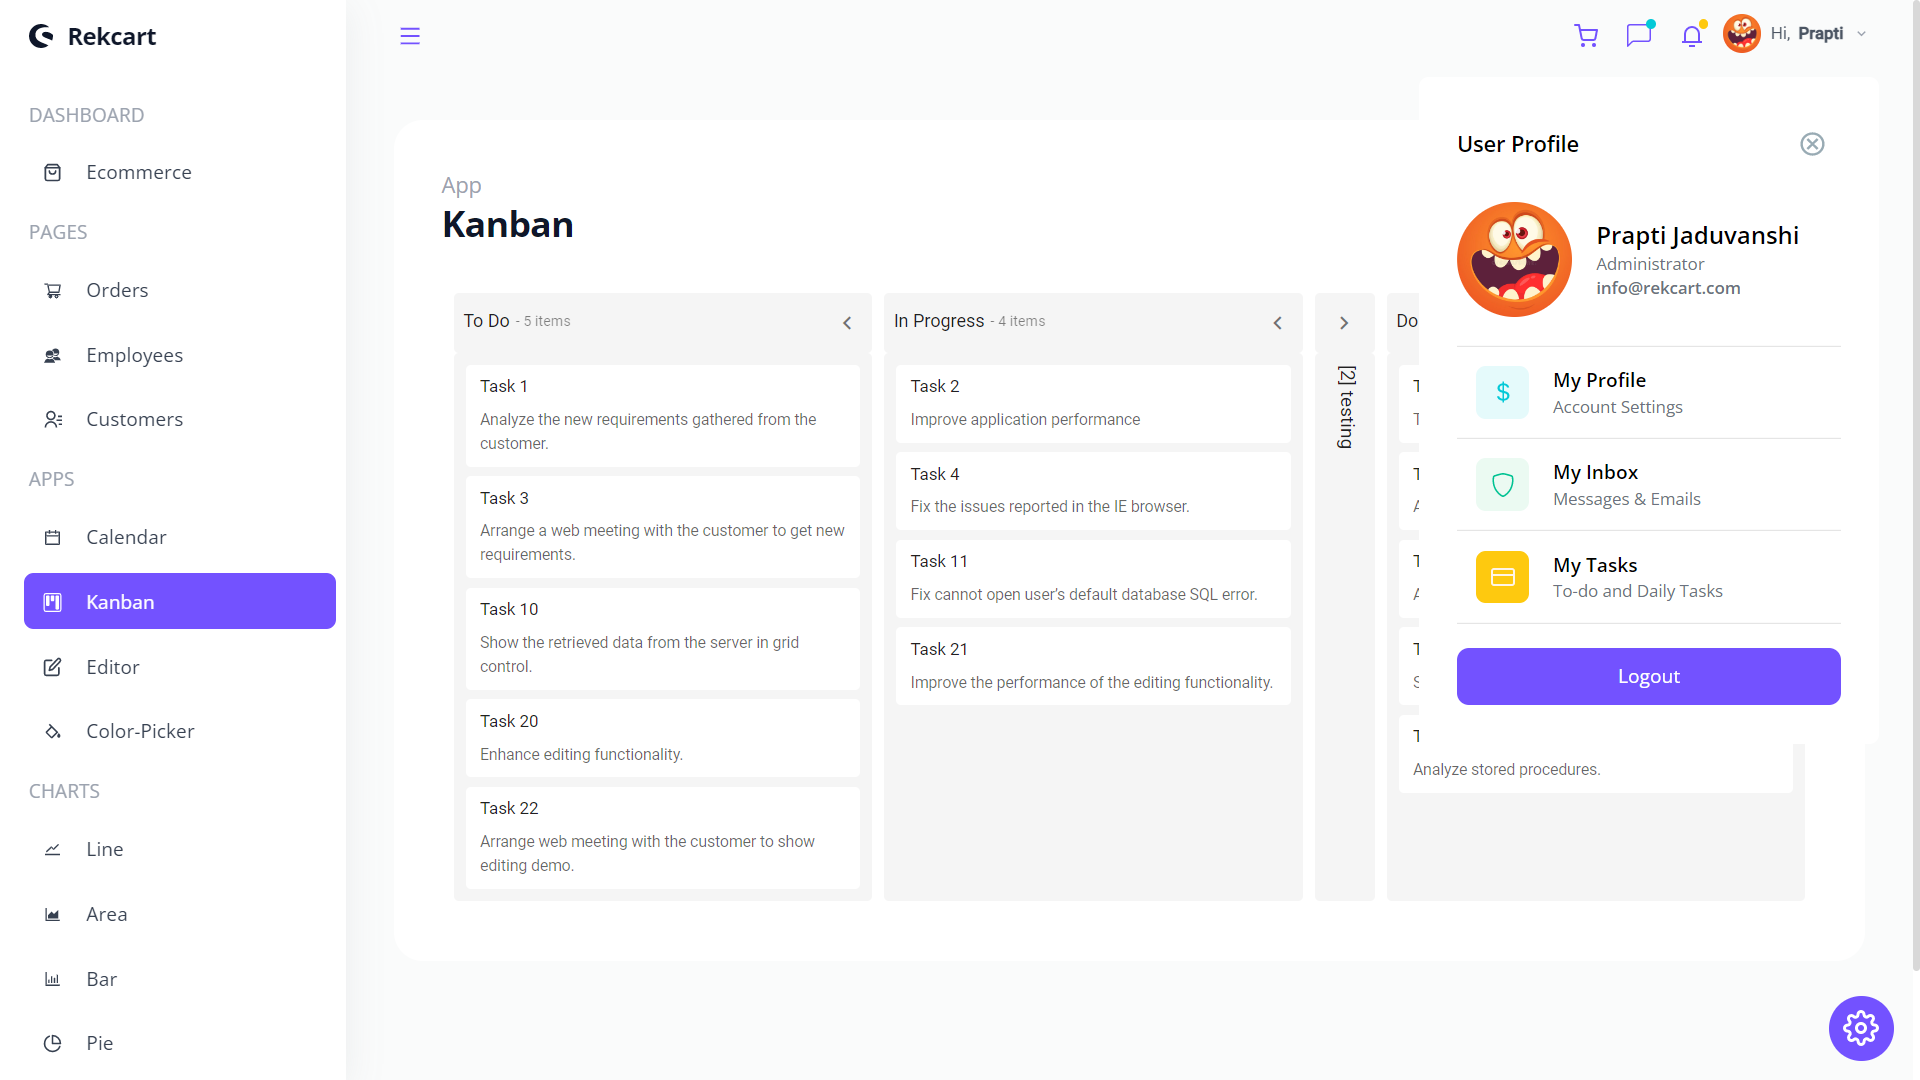 Rekcart
DASHBOARD
Ecommerce
PAGES
Orders
Employees
Customers
APPS
Calendar
Kanban
Editor
Color-Picker
CHARTS
Line
Area
Bar
Pie
Hi, Prapti
App
Kanban
To Do - 5 items
Task 1
Analyze the new requirements gathered from the
customer.
Task 3
Arrange a web meeting with the customer to get new
requirements.
Task 10
Show the retrieved data from the server in grid
control.
Task 20
Enhance editing functionality.
Task 22
Arrange web meeting with the customer to show
editing demo.
In Progress - 4 items
Task 2
Improve application performance
Task 4
Fix the issues reported in the IE browser.
Task 11
Fix cannot open user's default database SQL error.
Task 21
Improve the performance of the editing functionality.
[2] testing
Do
T
T
T
A
T
A
T
S
T
Analyze stored procedures.
User Profile
Prapti Jaduvanshi
Administrator
info@rekcart.com
My Profile
Account Settings
My Inbox
Messages & Emails
My Tasks
To-do and Daily Tasks
Logout